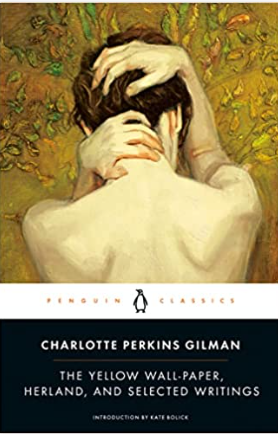 PENGUIN CLASSICS
CHARLOTTE PERKINS GILMAN
THE YELLOW WALL-PAPER,
HERLAND, AND SELECTED WRITINGS
INTRODUCTION BY KATE BOLICK